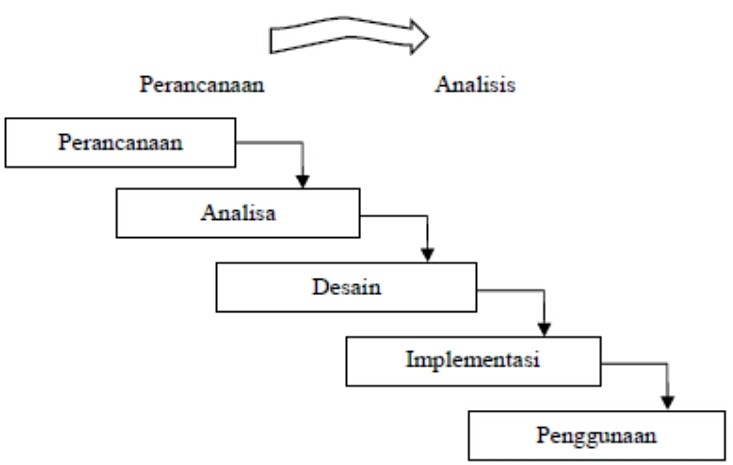 Perancanaan Analisis
Perancanaan
Analisa
Desain
Implementasi
Penggunaan